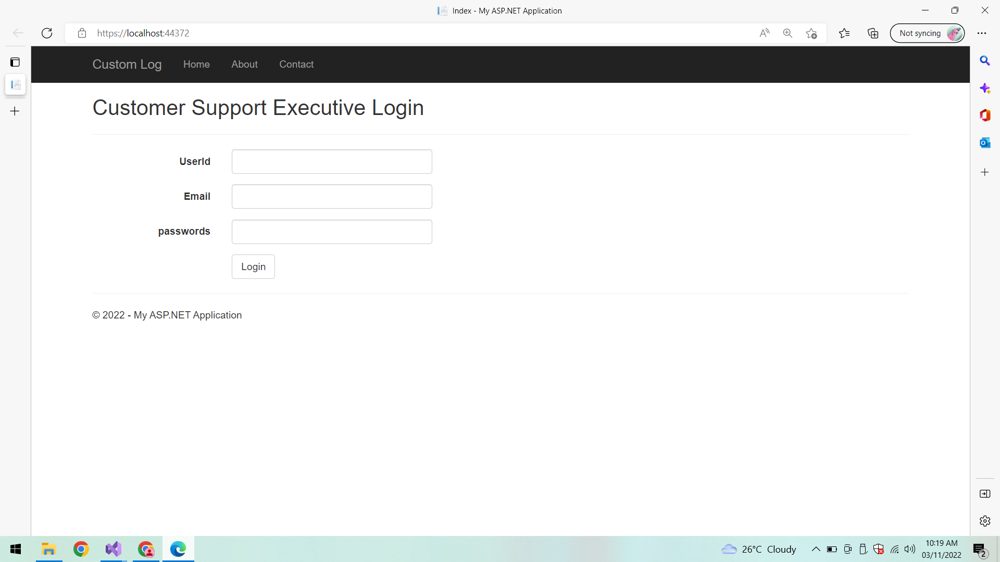 Index - My ASP.NET Application
https://localhost:44372
Not syncing
Custom Log Home About Contact
Customer Support Executive Login
UserId
Email
passwords
Login
© 2022 - My ASP.NET Application
26°C Cloudy
10:19 AM
03/11/2022
2